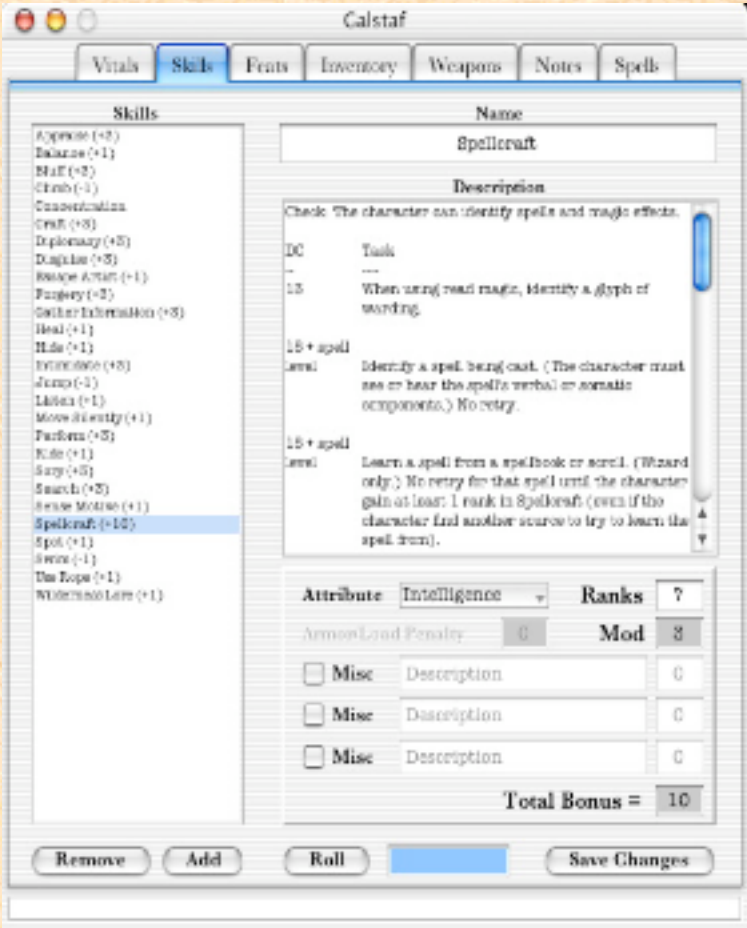 Calstaf
Vitals
Skills
Feats
Inventory
Weapons
Notes
Spells
Skills
Appraise (+3)
Balance (+1)
Bluff (+3)
Climb (-1)
Concentration
Craft (+3)
Diplomacy (+3)
Disguise (+3)
Escape Artist (+1)
Forgery (+3)
Gather Information (+3)
Heal (+1)
Hide (+1)
Intimidate (+3)
Jump (-1)
Listen (+1)
Move Silently (+1)
Perform (+3)
Ride (+1)
Scry (+3)
Search (+3)
Sense Motive (+1)
Spellcraft (+10)
Spot (+1)
Swim (-1)
Use Rope (+1)
Wilderness Lore (+1)
Remove
Add
Name
Spellcraft
Description
Check: The character can identify spells and magic effects.
DC Task
-- ----
13 When using read magic, identify a glyph of
warding.
15 + spell
level Identify a spell being cast. (The character must
see or hear the spell's verbal or somatic
components.) No retry.
15 + spell
level Learn a spell from a spellbook or scroll. (Wizard
only.) No retry for that spell until the character
gain at least 1 rank in Spellcraft (even if the
character find another source to try to learn the
spell from).
Attribute Intelligence Ranks 7
Armor/Load Penalty 0 Mod 3
Misc Description 0
Misc Description 0
Misc Description 0
Total Bonus = 10
Roll
Save Changes